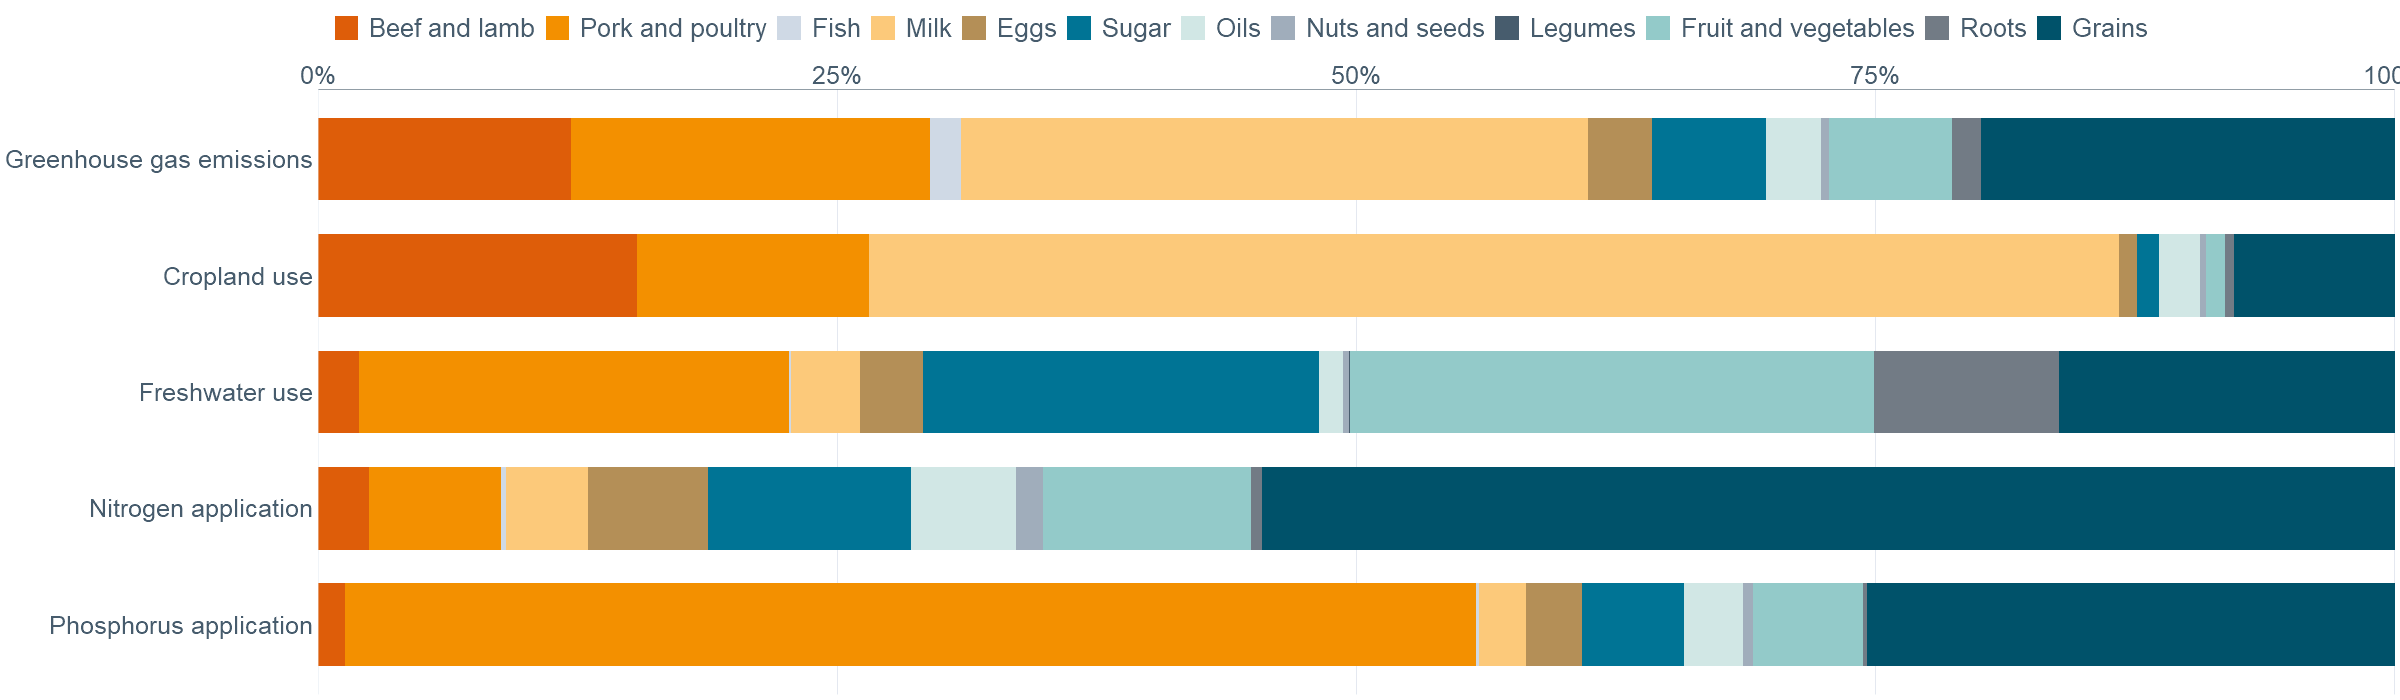 Beef and lamb Pork and poultry Fish Milk Eggs Sugar Oils Nuts and seeds Legumes Fruit and vegetables Roots Grains
0% 25% 50% 75% 100
Greenhouse gas emissions
Cropland use
Freshwater use
Nitrogen application
Phosphorus application